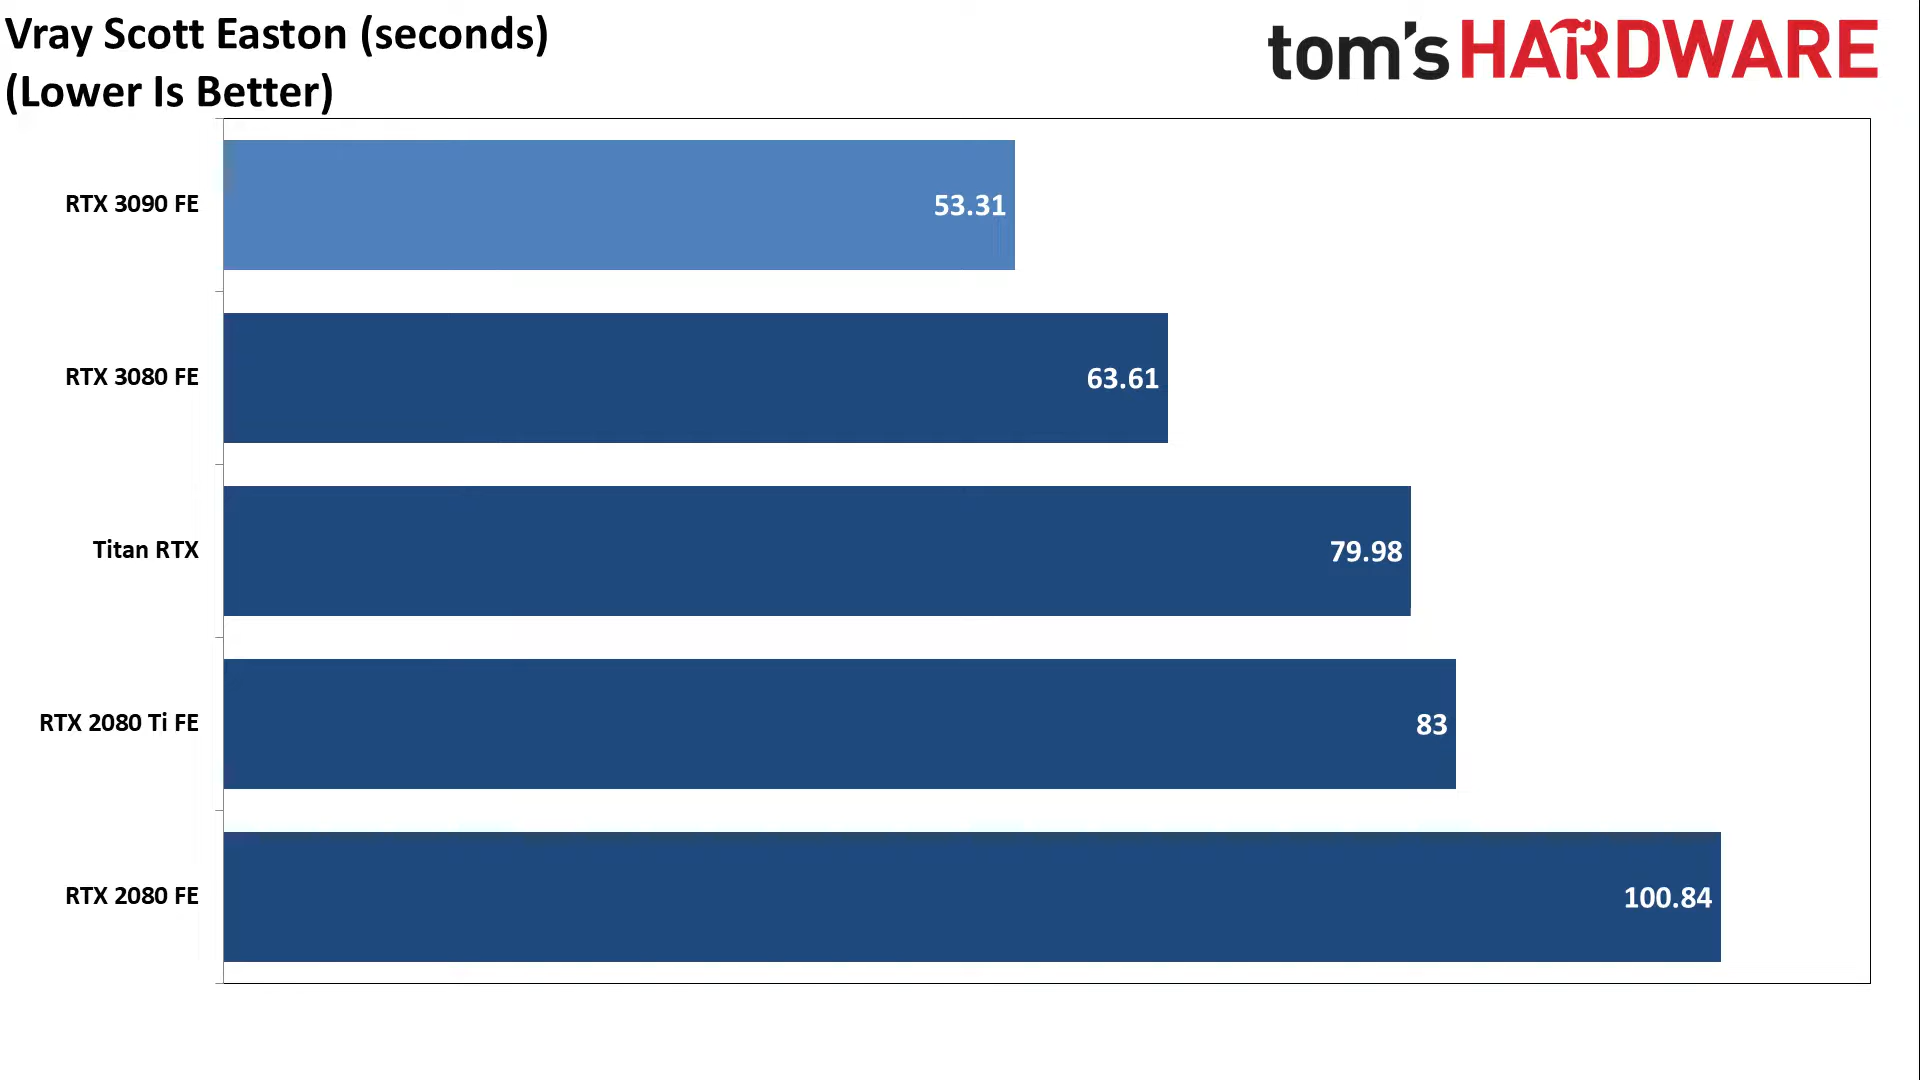 Vray Scott Easton (seconds)
(Lower Is Better)
tom's HARDWARE
RTX 3090 FE
53.31
RTX 3080 FE
63.61
Titan RTX
79.98
RTX 2080 Ti FE
83
RTX 2080 FE
100.84